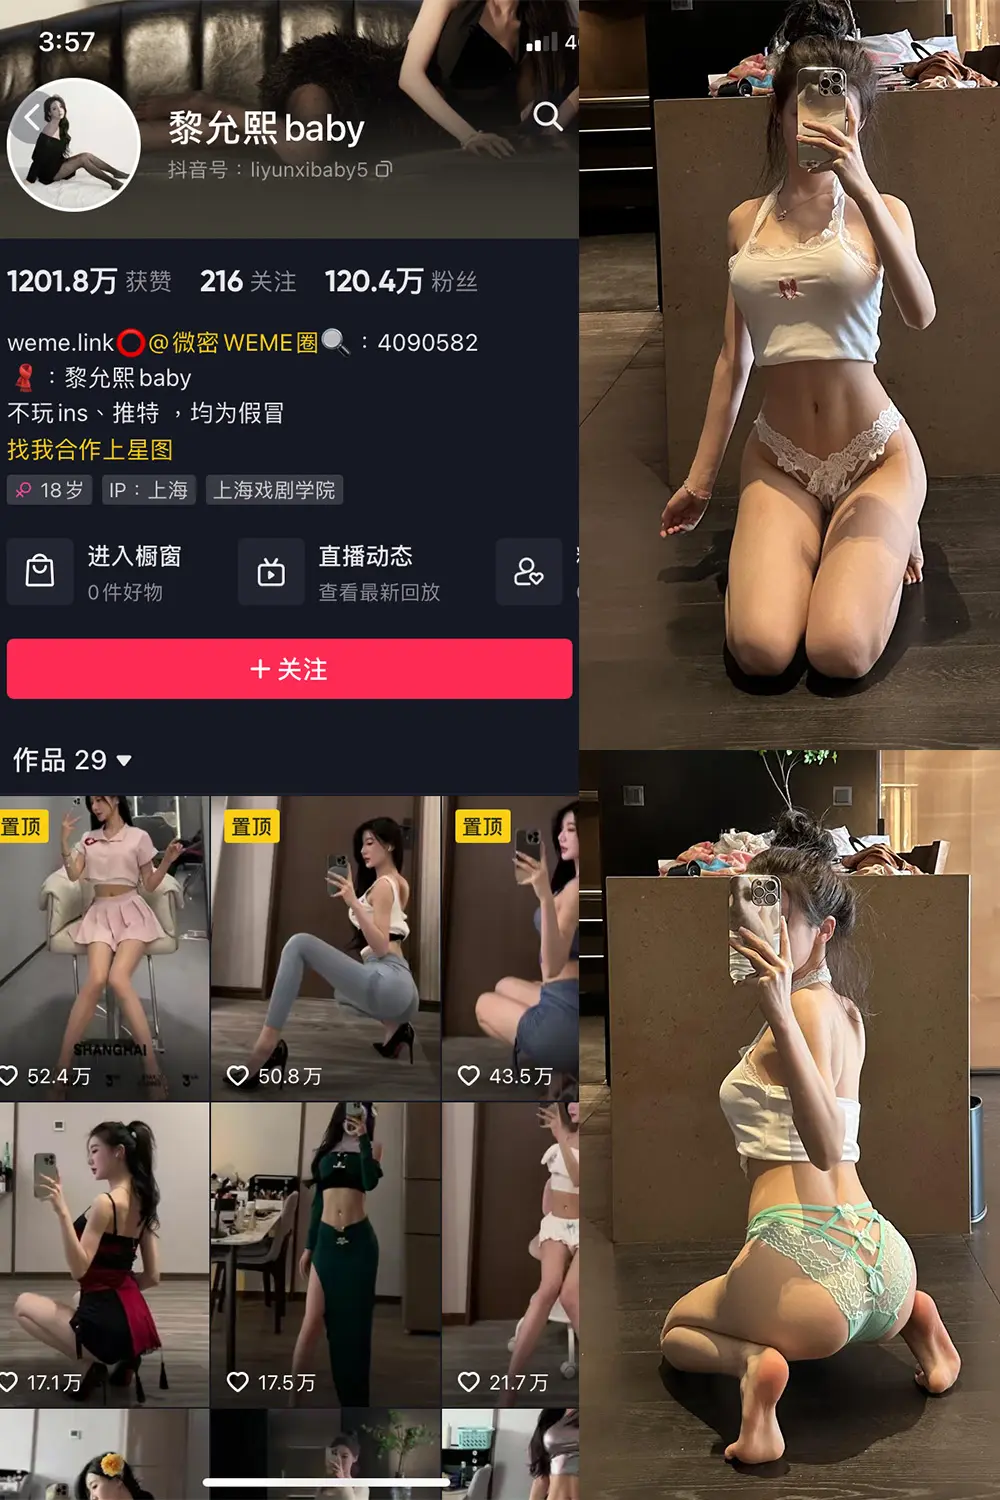 3:57
4
黎允熙baby
抖音号：liyunxibaby5
1201.8万 获赞 216 关注 120.4万 粉丝
weme.link⭕@微密WEME圈🔍：4090582
🧣：黎允熙baby
不玩ins、推特，均为假冒
找我合作上星图
♀ 18岁 IP：上海 上海戏剧学院
进入橱窗
0件好物
直播动态
查看最新回放
＋关注
作品 29 ▼
置顶 置顶 置顶
SHANGHAI
52.4万 50.8万 43.5万
17.1万 17.5万 21.7万